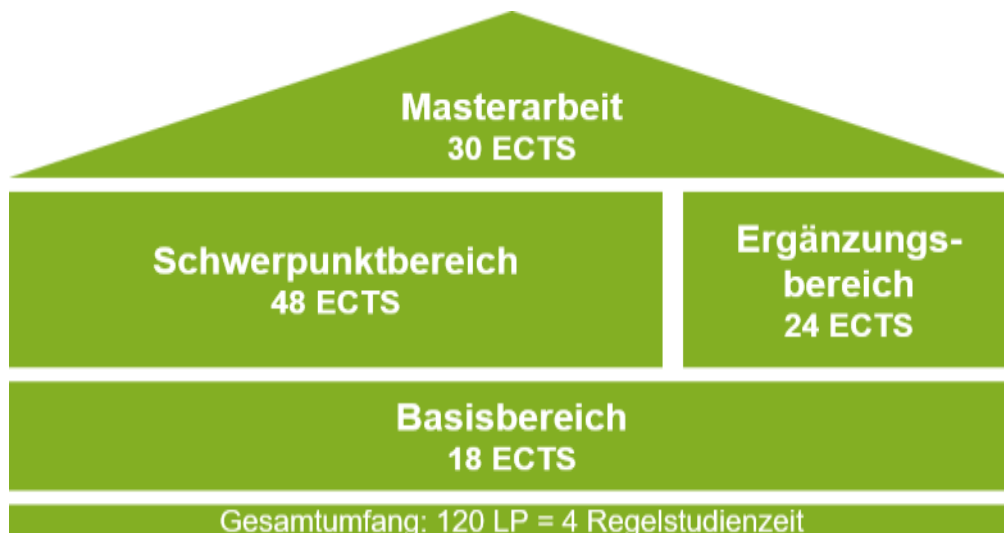 Masterarbeit
30 ECTS
Schwerpunktbereich
48 ECTS
Ergänzungs-
bereich
24 ECTS
Basisbereich
18 ECTS
Gesamtumfang: 120 LP = 4 Regelstudienzeit